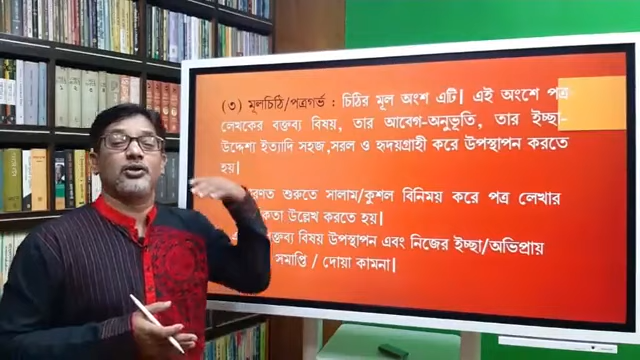 (৩) মূলচিঠি/পত্রগর্ভ : চিঠির মূল অংশ এটি। এই অংশে পত্র
লেখকের বক্তব্য বিষয়, তার আবেগ-অনুভূতি, তার ইচ্ছা-
উদ্দেশ্য ইত্যাদি সহজ,সরল ও হৃদয়গ্রাহী করে উপস্থাপন করতে
হয়।
শুরুতে সালাম/কুশল বিনিময় করে পত্র লেখার
উল্লেখ করতে হয়।
বক্তব্য বিষয় উপস্থাপন এবং নিজের ইচ্ছা/অভিপ্রায়
সমাপ্তি / দোয়া কামনা।